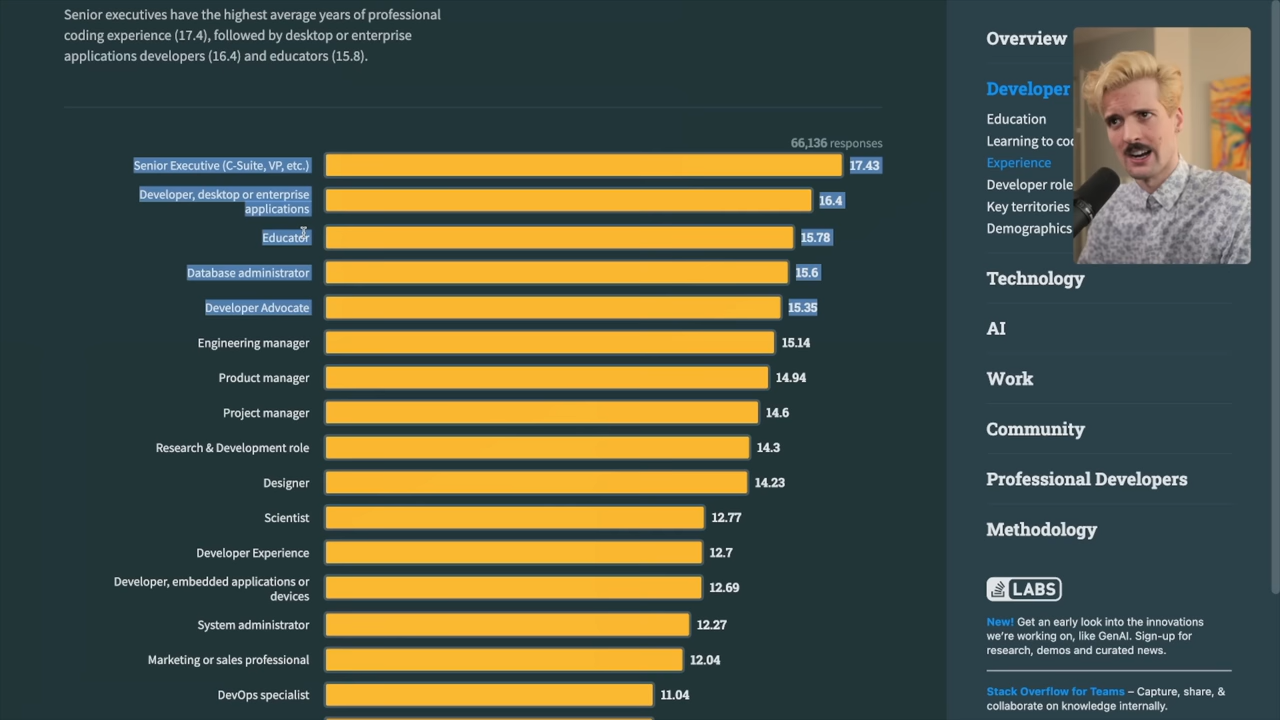 Senior executives have the highest average years of professional
coding experience (17.4), followed by desktop or enterprise
applications developers (16.4) and educators (15.8).
66,136 responses
Senior Executive (C-Suite, VP, etc.) 17.43
Developer, desktop or enterprise
applications 16.4
Educator 15.78
Database administrator 15.6
Developer Advocate 15.35
Engineering manager 15.14
Product manager 14.94
Project manager 14.6
Research & Development role 14.3
Designer 14.23
Scientist 12.77
Developer Experience 12.7
Developer, embedded applications or
devices 12.69
System administrator 12.27
Marketing or sales professional 12.04
DevOps specialist 11.04
Overview
Developer
Education
Learning to
Experience
Developer role
Key territories
Demographics
Technology
AI
Work
Community
Professional Developers
Methodology
LABS
New! Get an early look into the innovations
we're working on, like GenAI. Sign-up for
research, demos and curated news.
Stack Overflow for Teams – Capture, share, &
collaborate on knowledge internally.